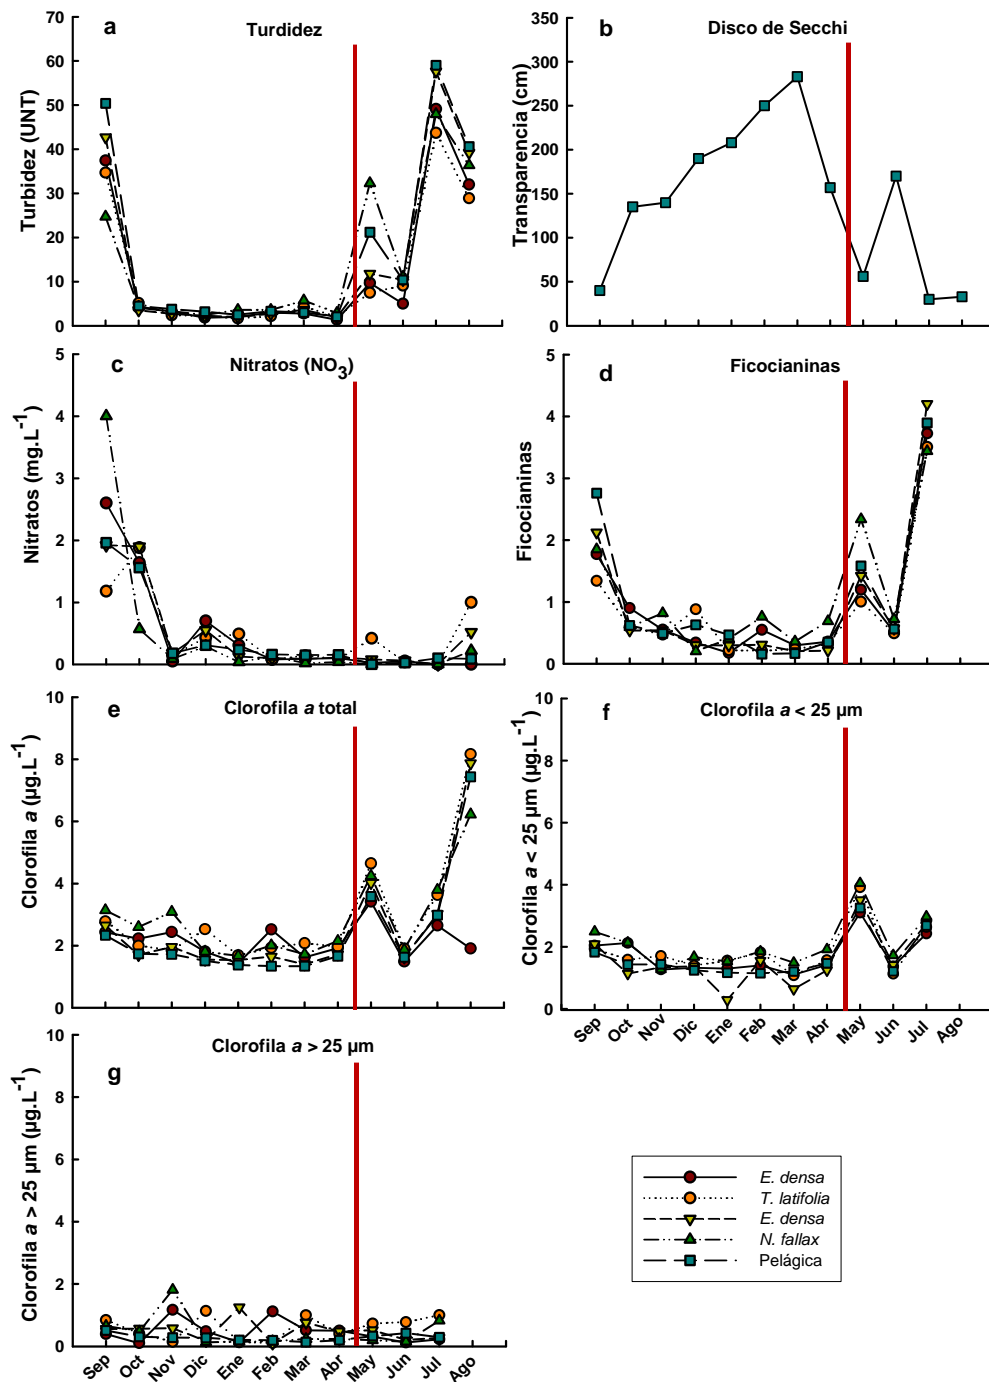 a
Turdidez
Turbidez (UNT)
70
60
50
40
30
20
10
0
b
Disco de Secchi
Transparencia (cm)
350
300
250
200
150
100
50
0
c
Nitratos (NO3)
Nitratos (mg.L-1)
5
4
3
2
1
0
d
Ficocianinas
Ficocianinas
5
4
3
2
1
0
e
Clorofila a total
Clorofila a (µg.L-1)
10
8
6
4
2
0
f
Clorofila a < 25 µm
Clorofila a < 25 µm (µg.L-1)
10
8
6
4
2
0
Sep Oct Nov Dic Ene Feb Mar Abr May Jun Jul Ago
g
Clorofila a > 25 µm
Clorofila a > 25 µm (µg.L-1)
10
8
6
4
2
0
Sep Oct Nov Dic Ene Feb Mar Abr May Jun Jul Ago
E. densa
T. latifolia
E. densa
N. fallax
Pelágica